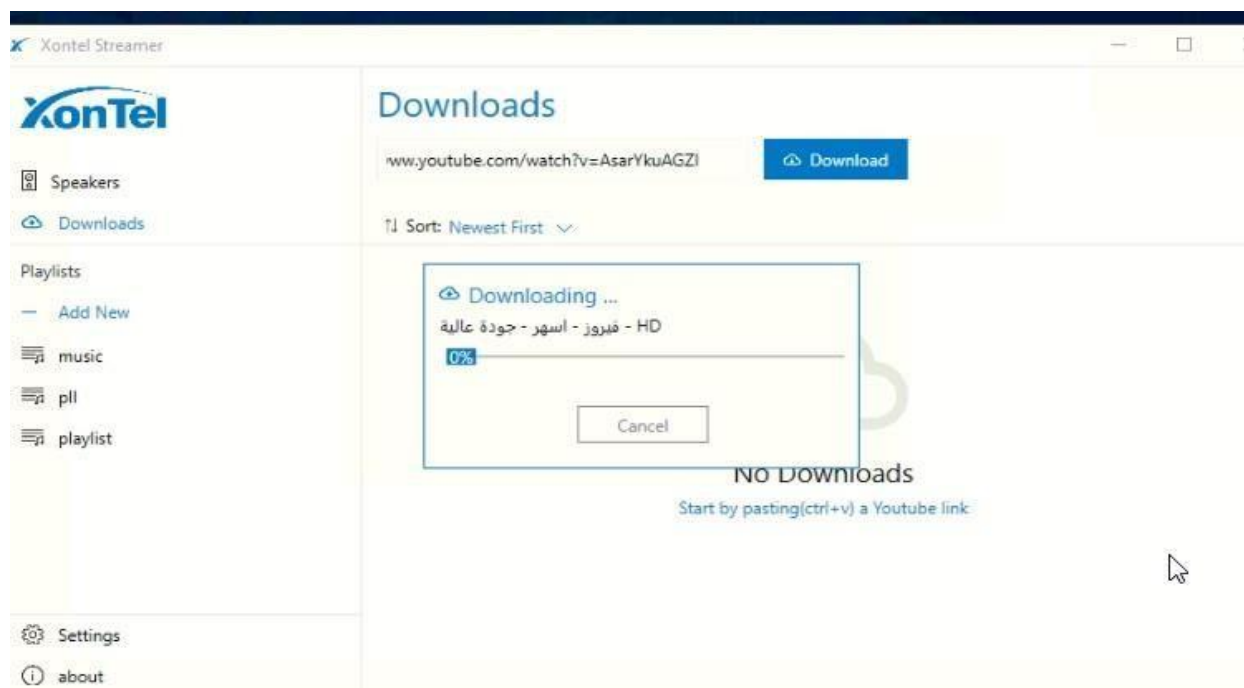 Xontel Streamer
XonTel
Speakers
Downloads
Playlists
Add New
music
pll
playlist
Settings
about
Downloads
www.youtube.com/watch?v=AsarYkuAGZI
Download
Sort: Newest First
Downloading ...
HD - فيروز - اسهر - جودة عالية
0%
Cancel
No Downloads
Start by pasting(ctrl+v) a Youtube link